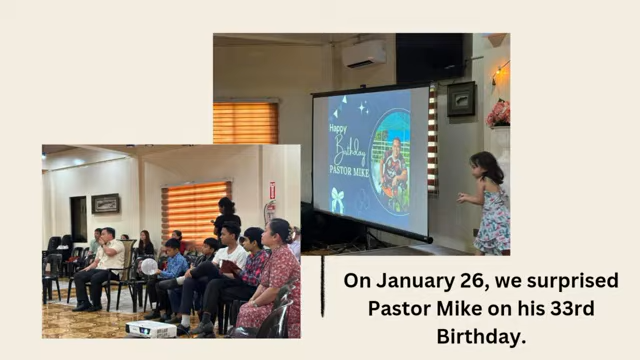 Happy
Birthday
PASTOR MIKE
On January 26, we surprised
Pastor Mike on his 33rd
Birthday.